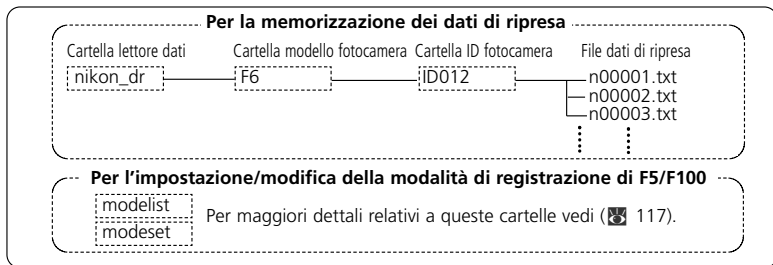 Per la memorizzazione dei dati di ripresa
Cartella lettore dati Cartella modello fotocamera Cartella ID fotocamera File dati di ripresa
nikon_dr F6 ID012 n00001.txt
n00002.txt
n00003.txt
Per l'impostazione/modifica della modalità di registrazione di F5/F100
modelist
Per maggiori dettali relativi a queste cartelle vedi ( 117).
modeset